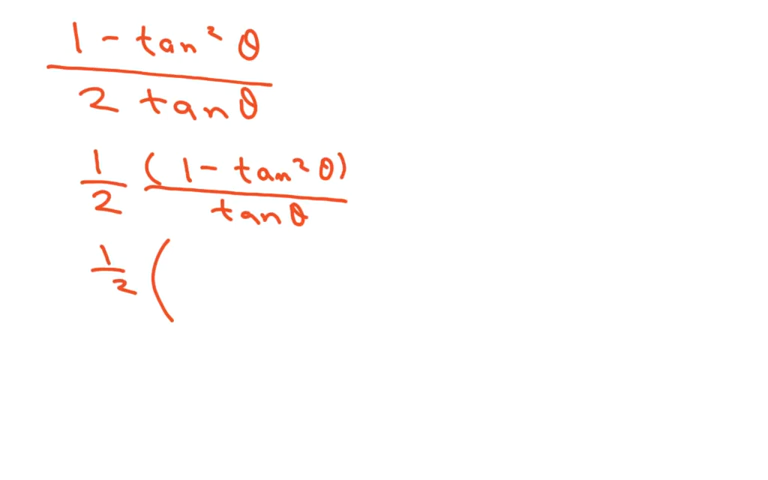 1 - tan² θ
2 tan θ
1 (1 - tan² θ)
2 tan θ
1
2 (